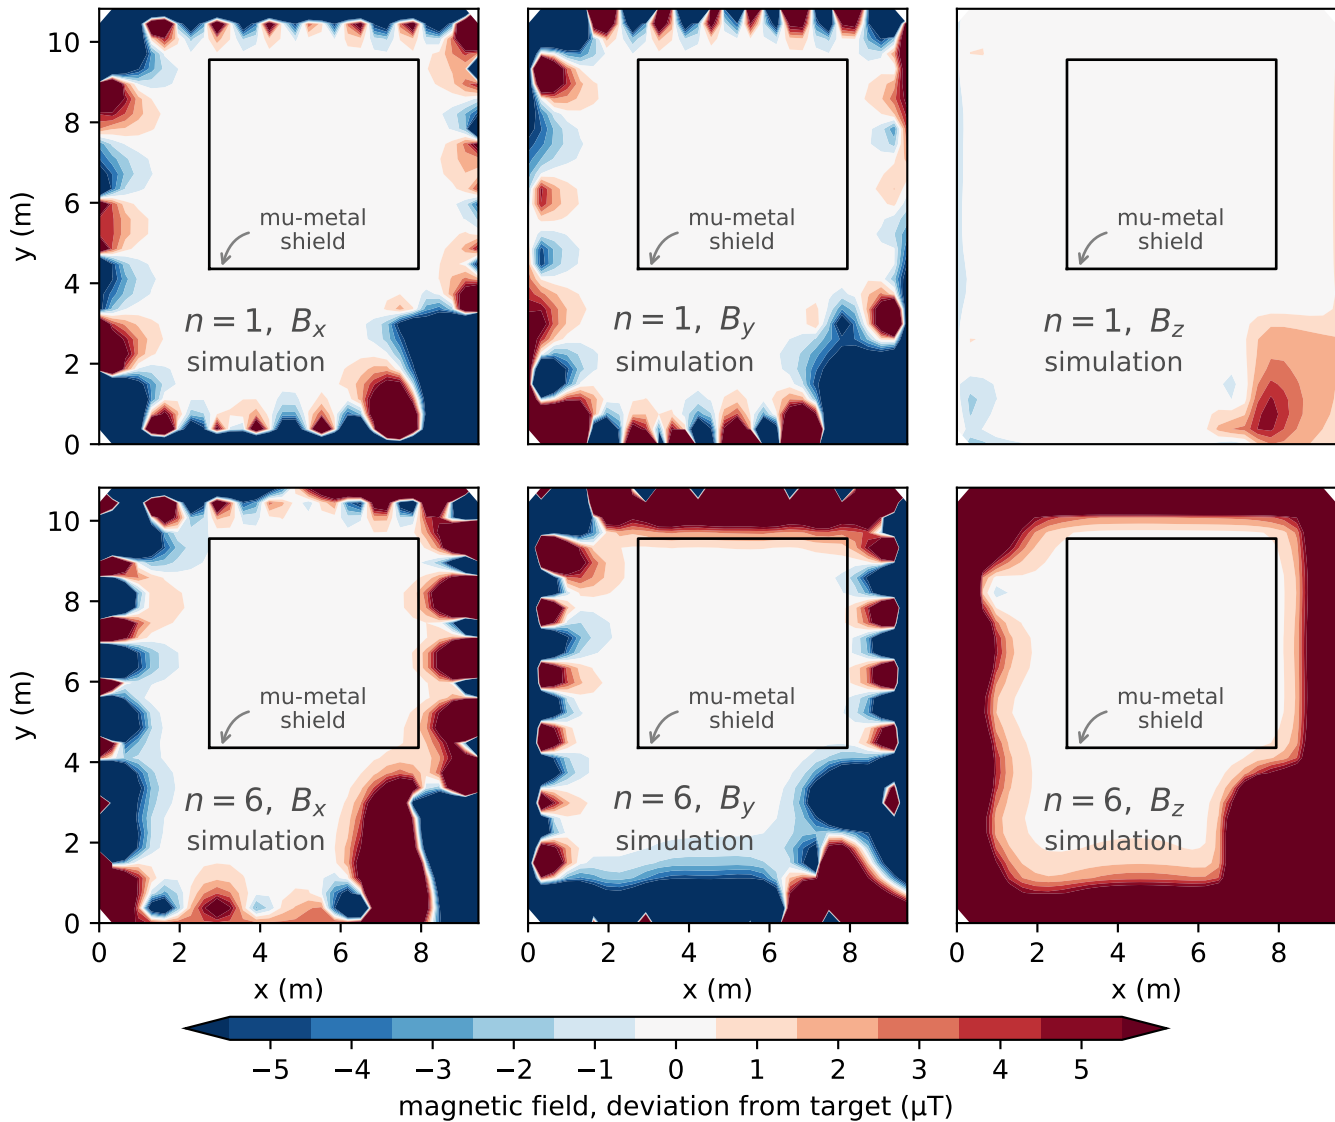 10
8
6
4
2
0
y (m)
mu-metal
shield
n = 1, Bx
simulation
mu-metal
shield
n = 1, By
simulation
mu-metal
shield
n = 1, Bz
simulation
10
8
6
4
2
0
y (m)
mu-metal
shield
n = 6, Bx
simulation
mu-metal
shield
n = 6, By
simulation
mu-metal
shield
n = 6, Bz
simulation
0 2 4 6 8
0 2 4 6 8
0 2 4 6 8
x (m)
x (m)
x (m)
−5 −4 −3 −2 −1 0 1 2 3 4 5
magnetic field, deviation from target (µT)